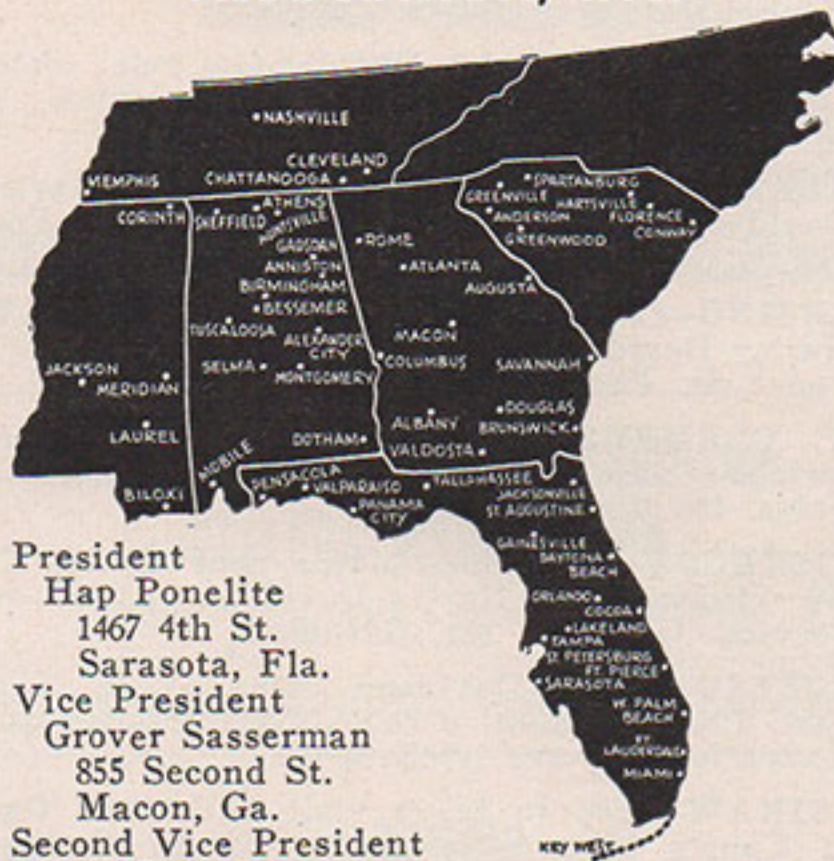 NASHVILLE
CLEVELAND
CHATTANOOGA
MEMPHIS
CORINTH
SHEFFIELD
ATHENS
HUNTSVILLE
GADSDAN
ANNISTON
BIRMINGHAM
BESSEMER
TUSCALOOSA
ALEXANDER
CITY
SELMA
MONTGOMERY
JACKSON
MERIDIAN
LAUREL
BILOXI
MOBILE
DOTHAM
ROME
ATLANTA
AUGUSTA
MACON
COLUMBUS
SAVANNAH
ALBANY
DOUGLAS
BRUNSWICK
VALDOSTA
SPARTANBURG
GREENVILLE
HARTSVILLE
ANDERSON
FLORENCE
GREENWOOD
CONWAY
PENSACOLA
VALPARAISO
PANAMA
CITY
TALLAHASSEE
JACKSONVILLE
ST. AUGUSTINE
GAINESVILLE
DAYTONA
BEACH
ORLANDO
COCOA
LAKELAND
TAMPA
ST. PETERSBURG
FT. PIERCE
SARASOTA
W. PALM
BEACH
FT.
LAUDERDALE
MIAMI
KEY WEST
President
Hap Ponelite
1467 4th St.
Sarasota, Fla.
Vice President
Grover Sasserman
855 Second St.
Macon, Ga.
Second Vice President